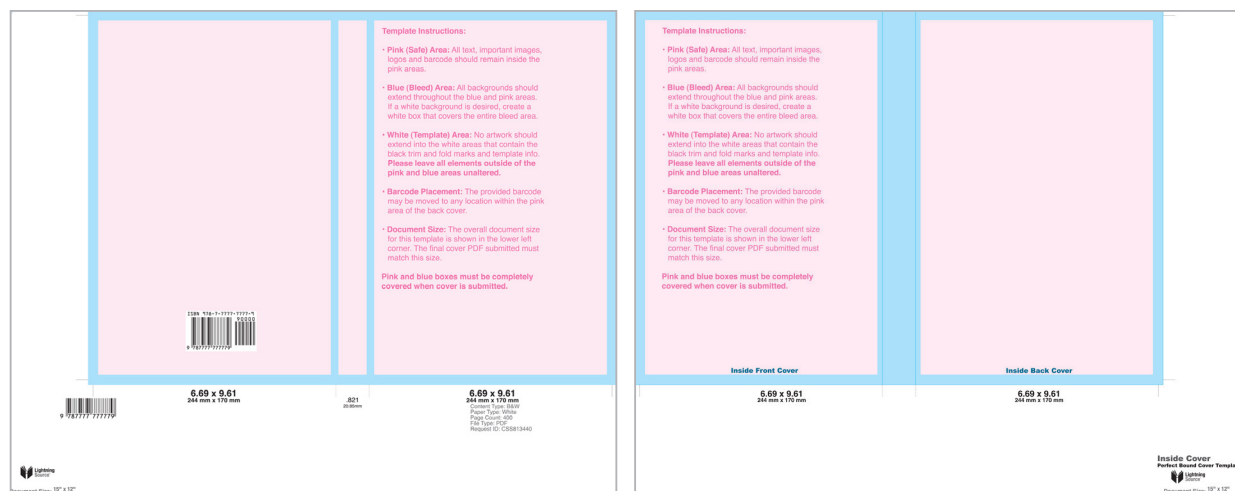 Template Instructions:
• Pink (Safe) Area: All text, important images,
logos and barcode should remain inside the
pink areas.
• Blue (Bleed) Area: All backgrounds should
extend throughout the blue and pink areas.
If a white background is desired, create a
white box that covers the entire bleed area.
• White (Template) Area: No artwork should
extend into the white areas that contain the
black trim and fold marks and template info.
Please leave all elements outside of the
pink and blue areas unaltered.
• Barcode Placement: The provided barcode
may be moved to any location within the pink
area of the back cover.
• Document Size: The overall document size
for this template is shown in the lower left
corner. The final cover PDF submitted must
match this size.
Pink and blue boxes must be completely
covered when cover is submitted.
ISBN 978-7-7777-7777-9
90000
9 787777 777779
6.69 x 9.61
244 mm x 170 mm
.821
20.85mm
6.69 x 9.61
244 mm x 170 mm
Content Type: B&W
Paper Type: White
Page Count: 400
File Type: PDF
Request ID: CSS813440
9 787777 777779
Lightning
Source
Document Size: 15" x 12"
Template Instructions:
• Pink (Safe) Area: All text, important images,
logos and barcode should remain inside the
pink areas.
• Blue (Bleed) Area: All backgrounds should
extend throughout the blue and pink areas.
If a white background is desired, create a
white box that covers the entire bleed area.
• White (Template) Area: No artwork should
extend into the white areas that contain the
black trim and fold marks and template info.
Please leave all elements outside of the
pink and blue areas unaltered.
• Barcode Placement: The provided barcode
may be moved to any location within the pink
area of the back cover.
• Document Size: The overall document size
for this template is shown in the lower left
corner. The final cover PDF submitted must
match this size.
Pink and blue boxes must be completely
covered when cover is submitted.
Inside Front Cover
Inside Back Cover
6.69 x 9.61
244 mm x 170 mm
6.69 x 9.61
244 mm x 170 mm
Inside Cover
Perfect Bound Cover Templa
Lightning
Source
Document Size: 15" x 12"